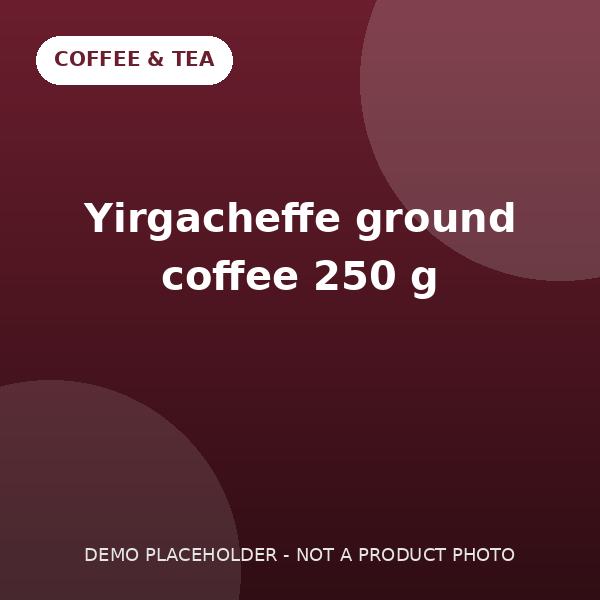 COFFEE & TEA
Yirgacheffe ground
coffee 250 g
DEMO PLACEHOLDER - NOT A PRODUCT PHOTO